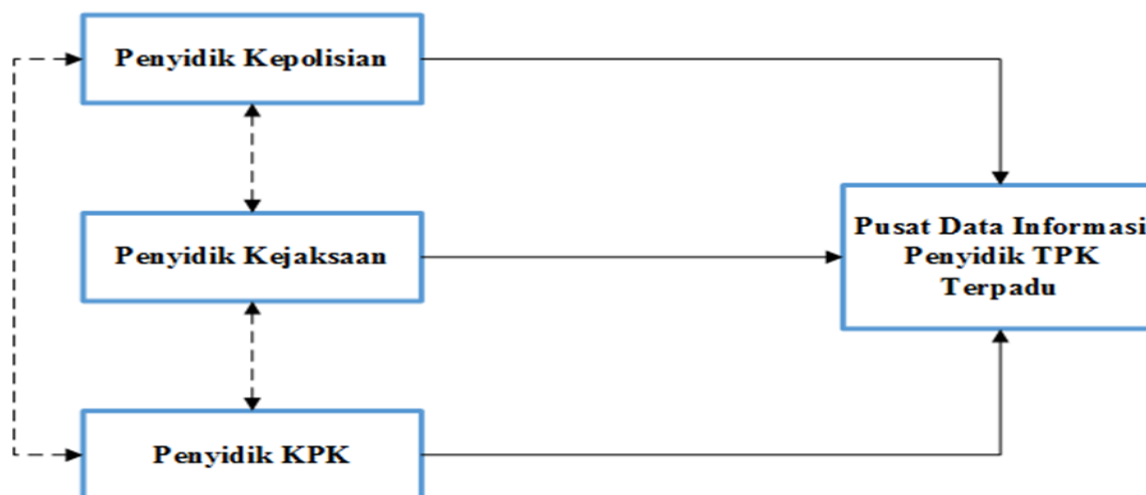 Penyidik Kepolisian
Penyidik Kejaksaan
Pusat Data Informasi
Penyidik TPK
Terpadu
Penyidik KPK